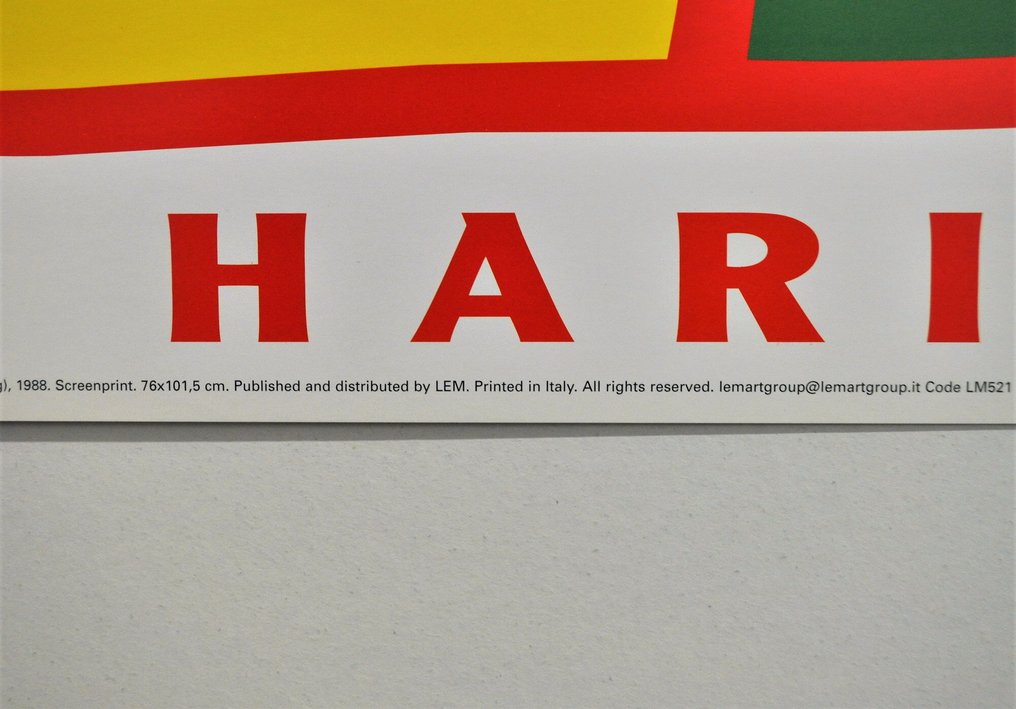 HARI
), 1988. Screenprint. 76x101,5 cm. Published and distributed by LEM. Printed in Italy. All rights reserved. lemartgroup@lemartgroup.it Code LM521